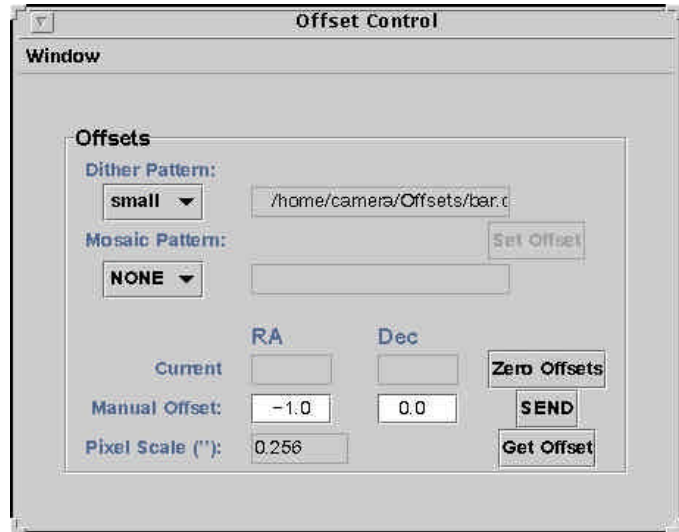 Offset Control
Window
Offsets
Dither Pattern:
small /home/camera/Offsets/bar.c
Mosaic Pattern: Set Offset
NONE
RA Dec
Current Zero Offsets
Manual Offset: -1.0 0.0 SEND
Pixel Scale (''): 0.256 Get Offset